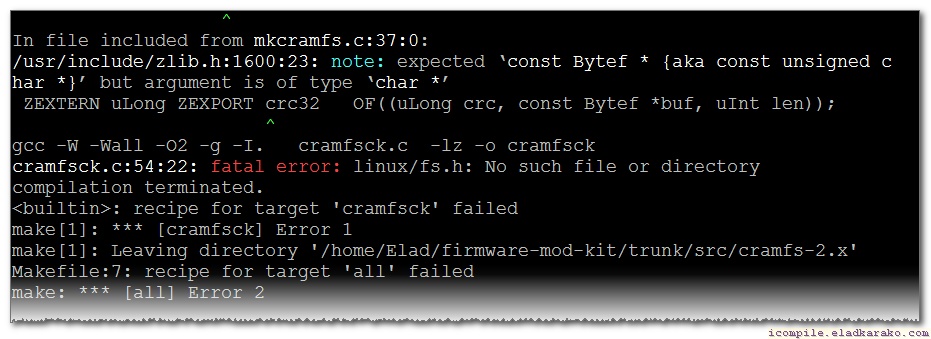 ^
In file included from mkcramfs.c:37:0:
/usr/include/zlib.h:1600:23: note: expected ‘const Bytef * {aka const unsigned c
har *}’ but argument is of type ‘char *’
 ZEXTERN uLong ZEXPORT crc32   OF((uLong crc, const Bytef *buf, uInt len));
^
gcc -W -Wall -O2 -g -I.   cramfsck.c  -lz -o cramfsck
cramfsck.c:54:22: fatal error: linux/fs.h: No such file or directory
compilation terminated.
<builtin>: recipe for target 'cramfsck' failed
make[1]: *** [cramfsck] Error 1
make[1]: Leaving directory '/home/Elad/firmware-mod-kit/trunk/src/cramfs-2.x'
Makefile:7: recipe for target 'all' failed
make: *** [all] Error 2
icompile.eladkarako.com